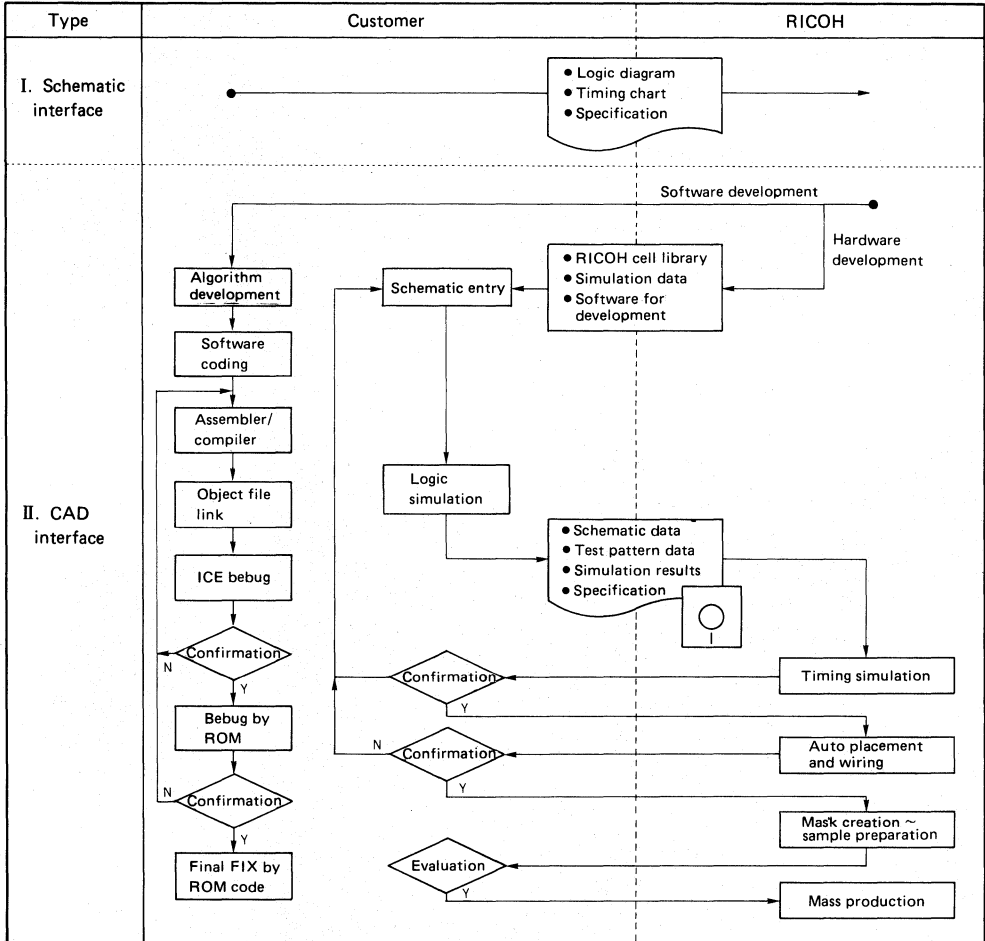 Type
Customer
RICOH
I. Schematic
interface
● Logic diagram
● Timing chart
● Specification
II. CAD
interface
Software development
Hardware
development
Algorithm
development
Software
coding
Assembler/
compiler
Object file
link
ICE bebug
Confirmation
N
Y
Bebug by
ROM
Confirmation
N
Y
Final FIX by
ROM code
Schematic entry
● RICOH cell library
● Simulation data
● Software for
development
Logic
simulation
● Schematic data
● Test pattern data
● Simulation results
● Specification
Timing simulation
Confirmation
Y
Auto placement
and wiring
Confirmation
N
Y
Mask creation ~
sample preparation
Evaluation
Y
Mass production